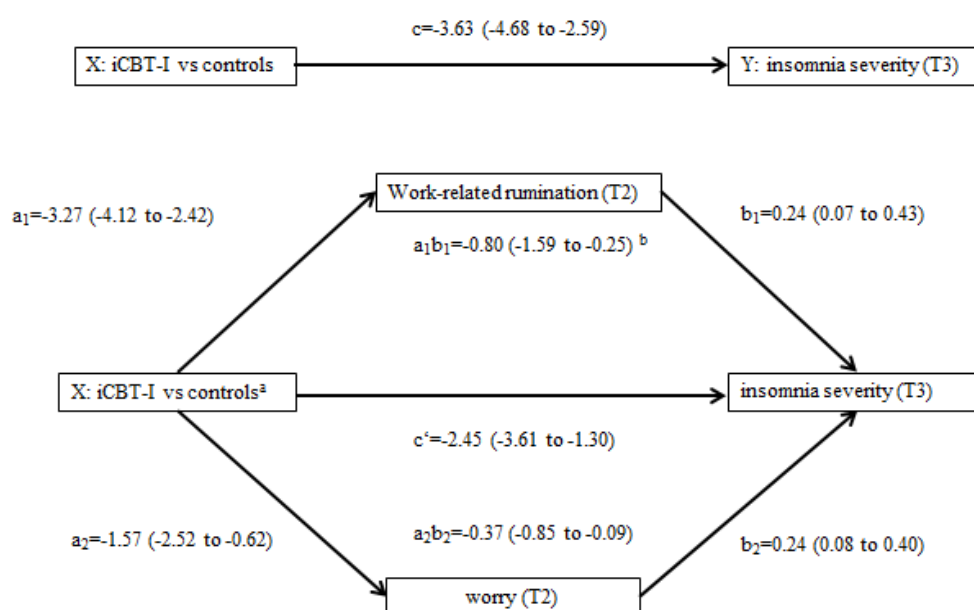 c=-3.63 (-4.68 to -2.59)
X: iCBT-I vs controls
Y: insomnia severity (T3)
Work-related rumination (T2)
a₁=-3.27 (-4.12 to -2.42)
b₁=0.24 (0.07 to 0.43)
a₁b₁=-0.80 (-1.59 to -0.25) ᵇ
X: iCBT-I vs controlsᵃ
insomnia severity (T3)
c‘=-2.45 (-3.61 to -1.30)
a₂=-1.57 (-2.52 to -0.62)
a₂b₂=-0.37 (-0.85 to -0.09)
b₂=0.24 (0.08 to 0.40)
worry (T2)